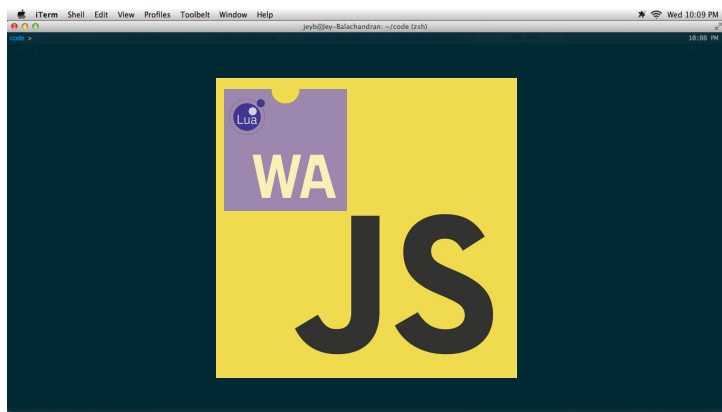 iTerm Shell Edit View Profiles Toolbelt Window Help Wed 10:09 PM
jeyb@Jey-Balachandran: ~/code (zsh)
code > 10:08 PM
Lua
WA
JS